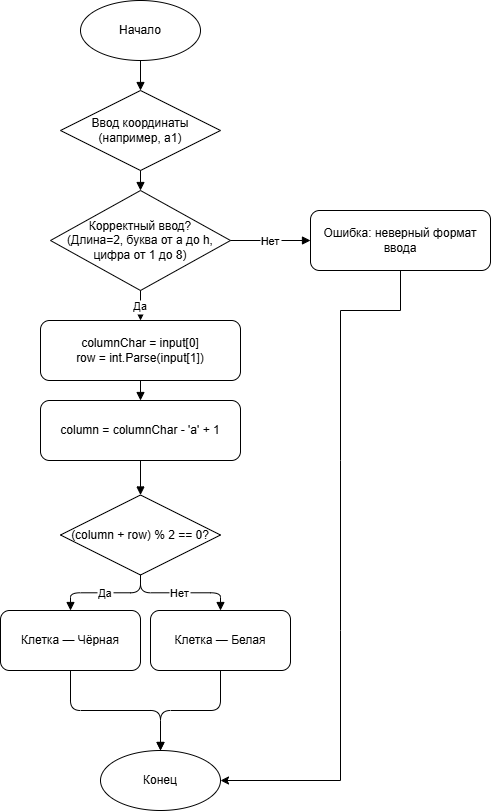 Начало
Ввод координаты
(например, a1)
Корректный ввод?
(Длина=2, буква от a до h,
цифра от 1 до 8)
Нет
Ошибка: неверный формат
ввода
Да
columnChar = input[0]
row = int.Parse(input[1])
column = columnChar - 'a' + 1
(column + row) % 2 == 0?
Да
Нет
Клетка — Чёрная
Клетка — Белая
Конец